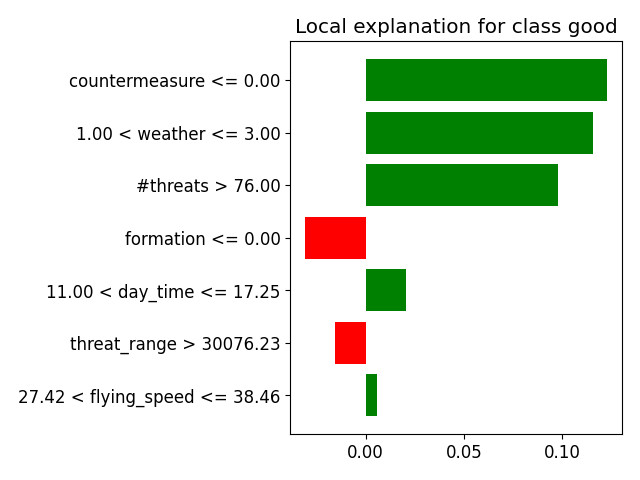 Local explanation for class good
countermeasure <= 0.00
1.00 < weather <= 3.00
#threats > 76.00
formation <= 0.00
11.00 < day_time <= 17.25
threat_range > 30076.23
27.42 < flying_speed <= 38.46
0.00 0.05 0.10